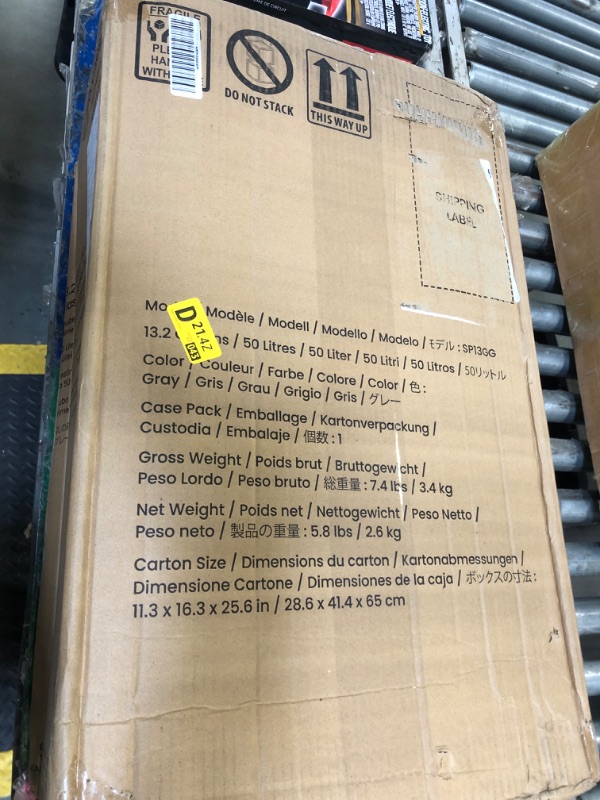 FRAGILE
WITH
DO NOT STACK
THIS WAY UP
SHIPPING
LABEL
D 21.4Z
Modèle / Modell / Modello / Modelo / モデル : SP13GG
13.2 / 50 Litres / 50 Liter / 50 Litri / 50 Litros / 50リットル
Color / Couleur / Farbe / Colore / Color / 色 :
Gray / Gris / Grau / Grigio / Gris / グレー
Case Pack / Emballage / Kartonverpackung /
Custodia / Embalaje / 個数 : 1
Gross Weight / Poids brut / Bruttogewicht /
Peso Lordo / Peso bruto / 総重量 : 7.4 lbs / 3.4 kg
Net Weight / Poids net / Nettogewicht / Peso Netto /
Peso neto / 製品の重量 : 5.8 lbs / 2.6 kg
Carton Size / Dimensions du carton / Kartonabmessungen /
Dimensione Cartone / Dimensiones de la caja / ボックスの寸法 :
11.3 x 16.3 x 25.6 in / 28.6 x 41.4 x 65 cm